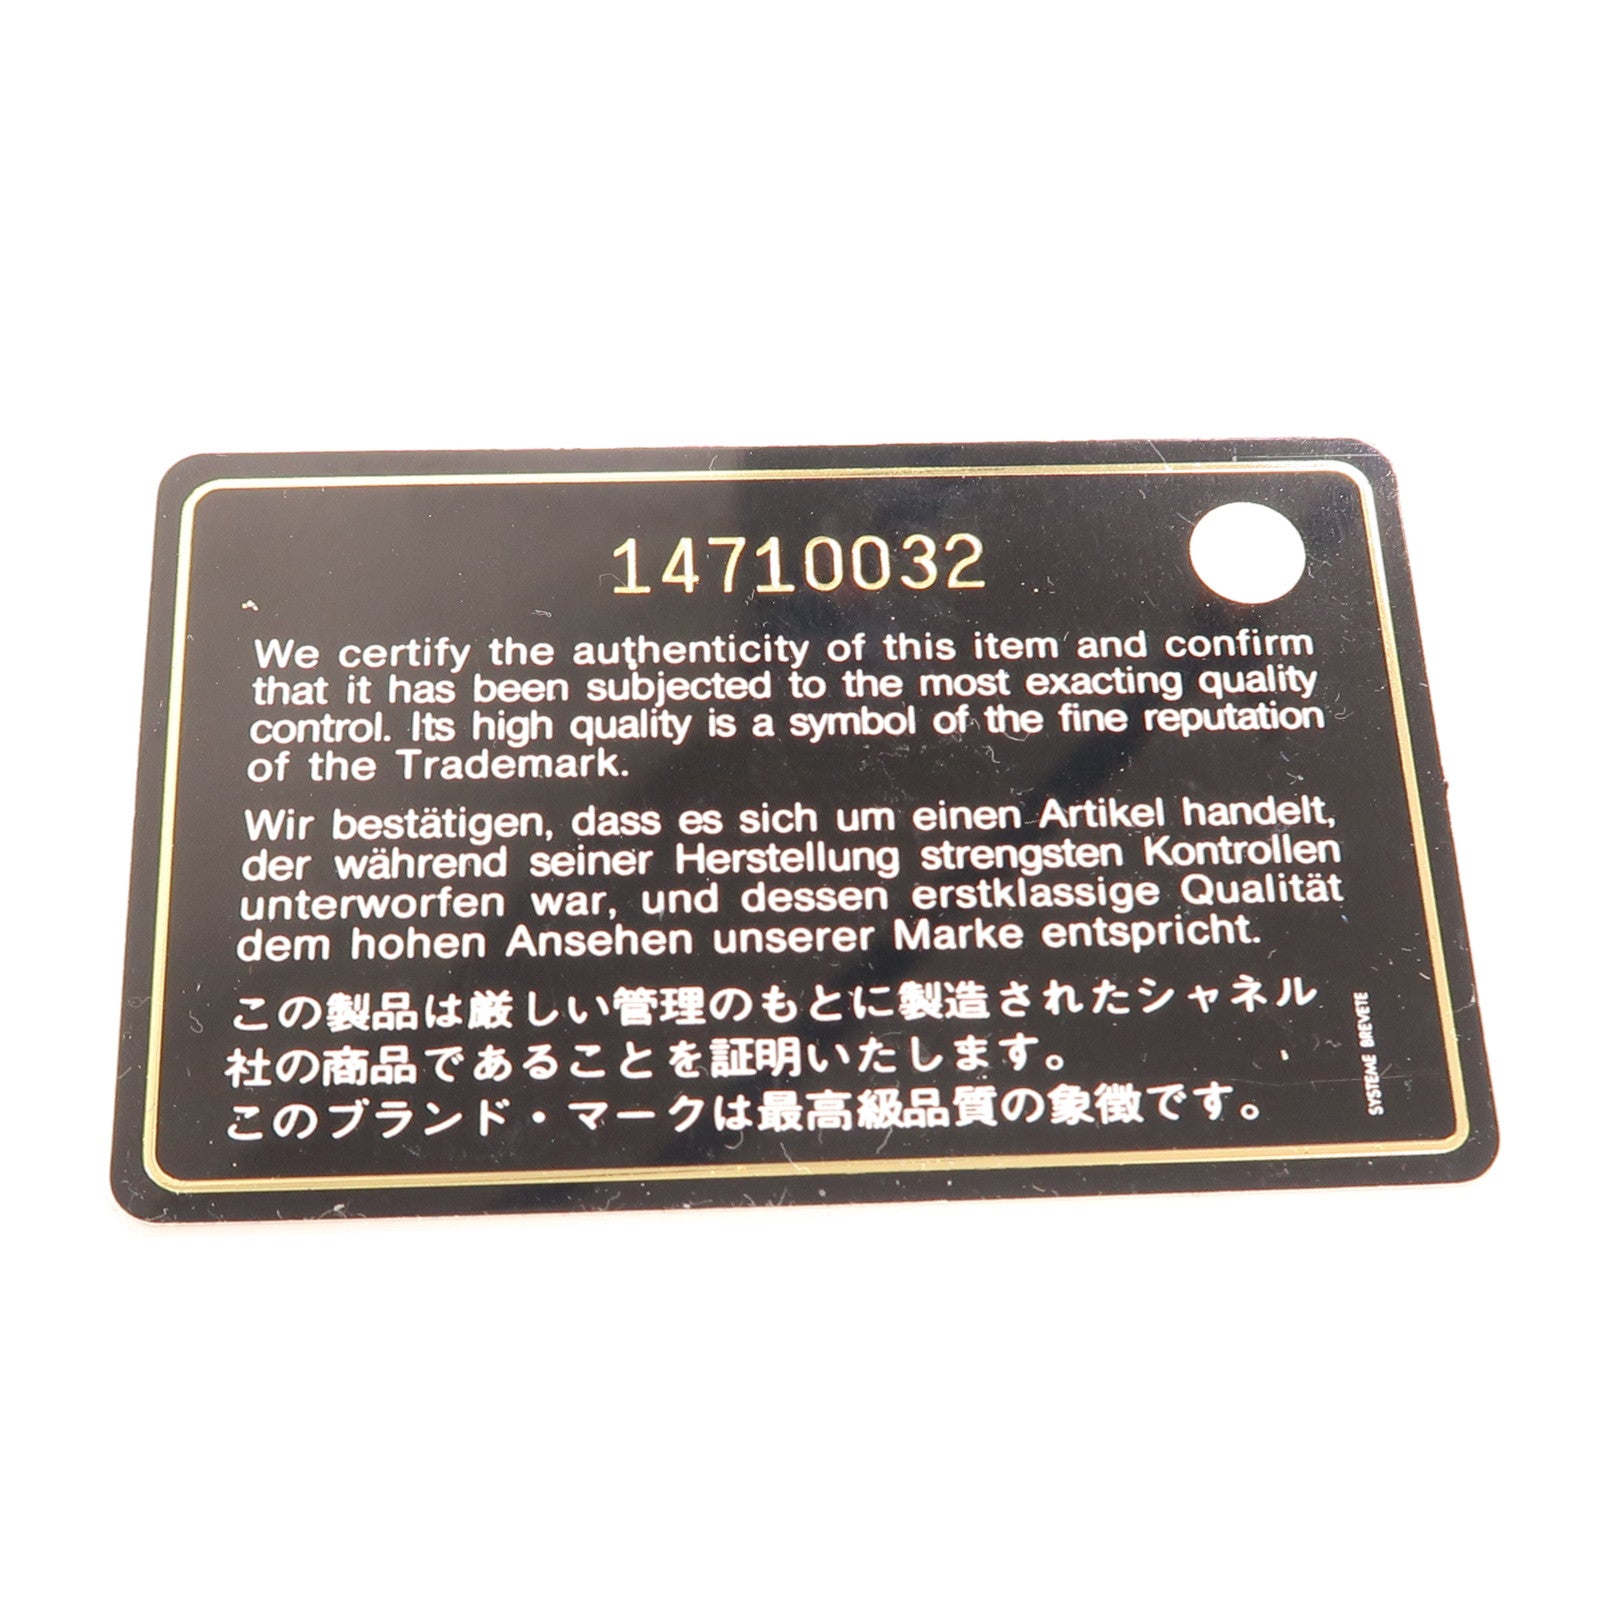 14710032
We certify the authenticity of this item and confirm
that it has been subjected to the most exacting quality
control. Its high quality is a symbol of the fine reputation
of the Trademark.
Wir bestätigen, dass es sich um einen Artikel handelt,
der während seiner Herstellung strengsten Kontrollen
unterworfen war, und dessen erstklassige Qualität
dem hohen Ansehen unserer Marke entspricht.
この製品は厳しい管理のもとに製造されたシャネル
社の商品であることを証明いたします。
このブランド・マークは最高級品質の象徴です。
SYSTEME BREVETE